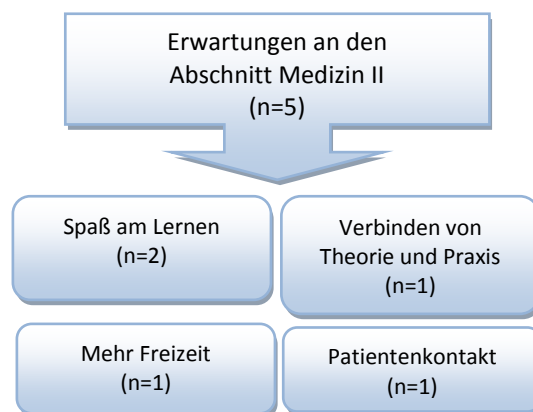 Erwartungen an den
Abschnitt Medizin II
(n=5)
Spaß am Lernen
(n=2)
Verbinden von
Theorie und Praxis
(n=1)
Mehr Freizeit
(n=1)
Patientenkontakt
(n=1)